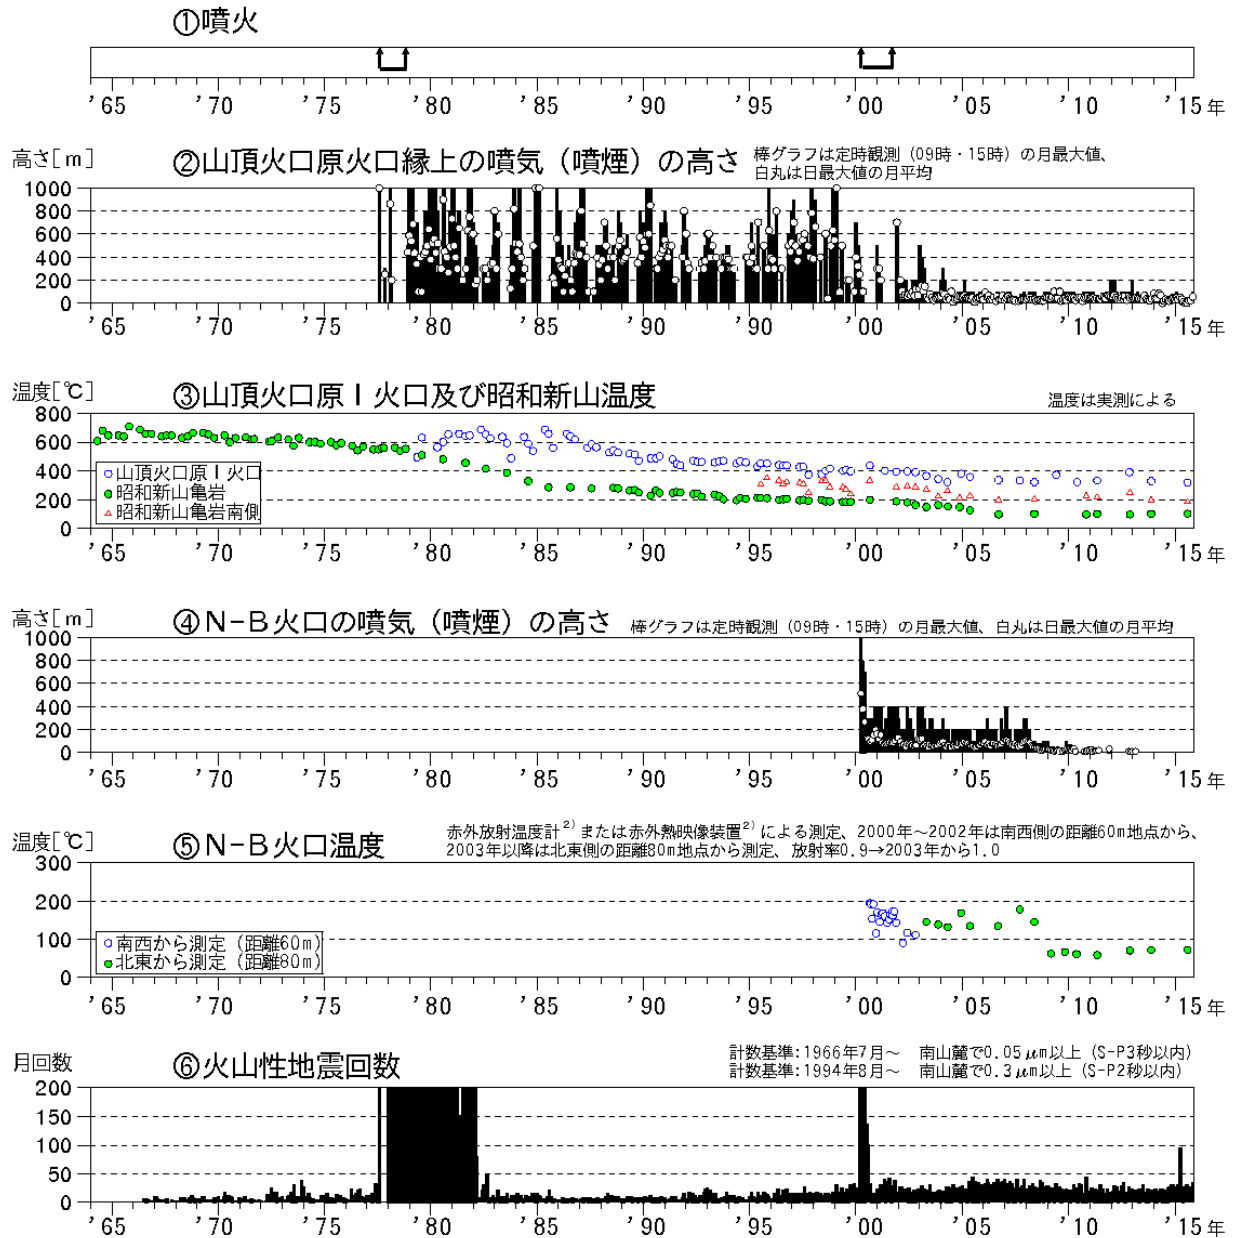 ①噴火
'65 '70 '75 '80 '85 '90 '95 '00 '05 '10 '15 年
高さ[m]
②山頂火口原火口縁上の噴気(噴煙)の高さ
棒グラフは定時観測(09時・15時)の月最大値、
白丸は日最大値の月平均
1000
800
600
400
200
0
'65 '70 '75 '80 '85 '90 '95 '00 '05 '10 '15 年
温度[℃]
③山頂火口原Ⅰ火口及び昭和新山温度
温度は実測による
800
600
400
200
0
山頂火口原Ⅰ火口
昭和新山亀岩
昭和新山亀岩南側
'65 '70 '75 '80 '85 '90 '95 '00 '05 '10 '15 年
高さ[m]
④N-B火口の噴気(噴煙)の高さ
棒グラフは定時観測(09時・15時)の月最大値、白丸は日最大値の月平均
1000
800
600
400
200
0
'65 '70 '75 '80 '85 '90 '95 '00 '05 '10 '15 年
温度[℃]
⑤N-B火口温度
赤外放射温度計2)または赤外熱映像装置2)による測定、2000年~2002年は南西側の距離60m地点から、
2003年以降は北東側の距離80m地点から測定、放射率0.9→2003年から1.0
300
200
100
0
南西から測定(距離60m)
北東から測定(距離80m)
'65 '70 '75 '80 '85 '90 '95 '00 '05 '10 '15 年
月回数
⑥火山性地震回数
計数基準:1966年7月~ 南山麓で0.05μm以上(S-P3秒以内)
計数基準:1994年8月~ 南山麓で0.3μm以上(S-P2秒以内)
200
150
100
50
0
'65 '70 '75 '80 '85 '90 '95 '00 '05 '10 '15 年